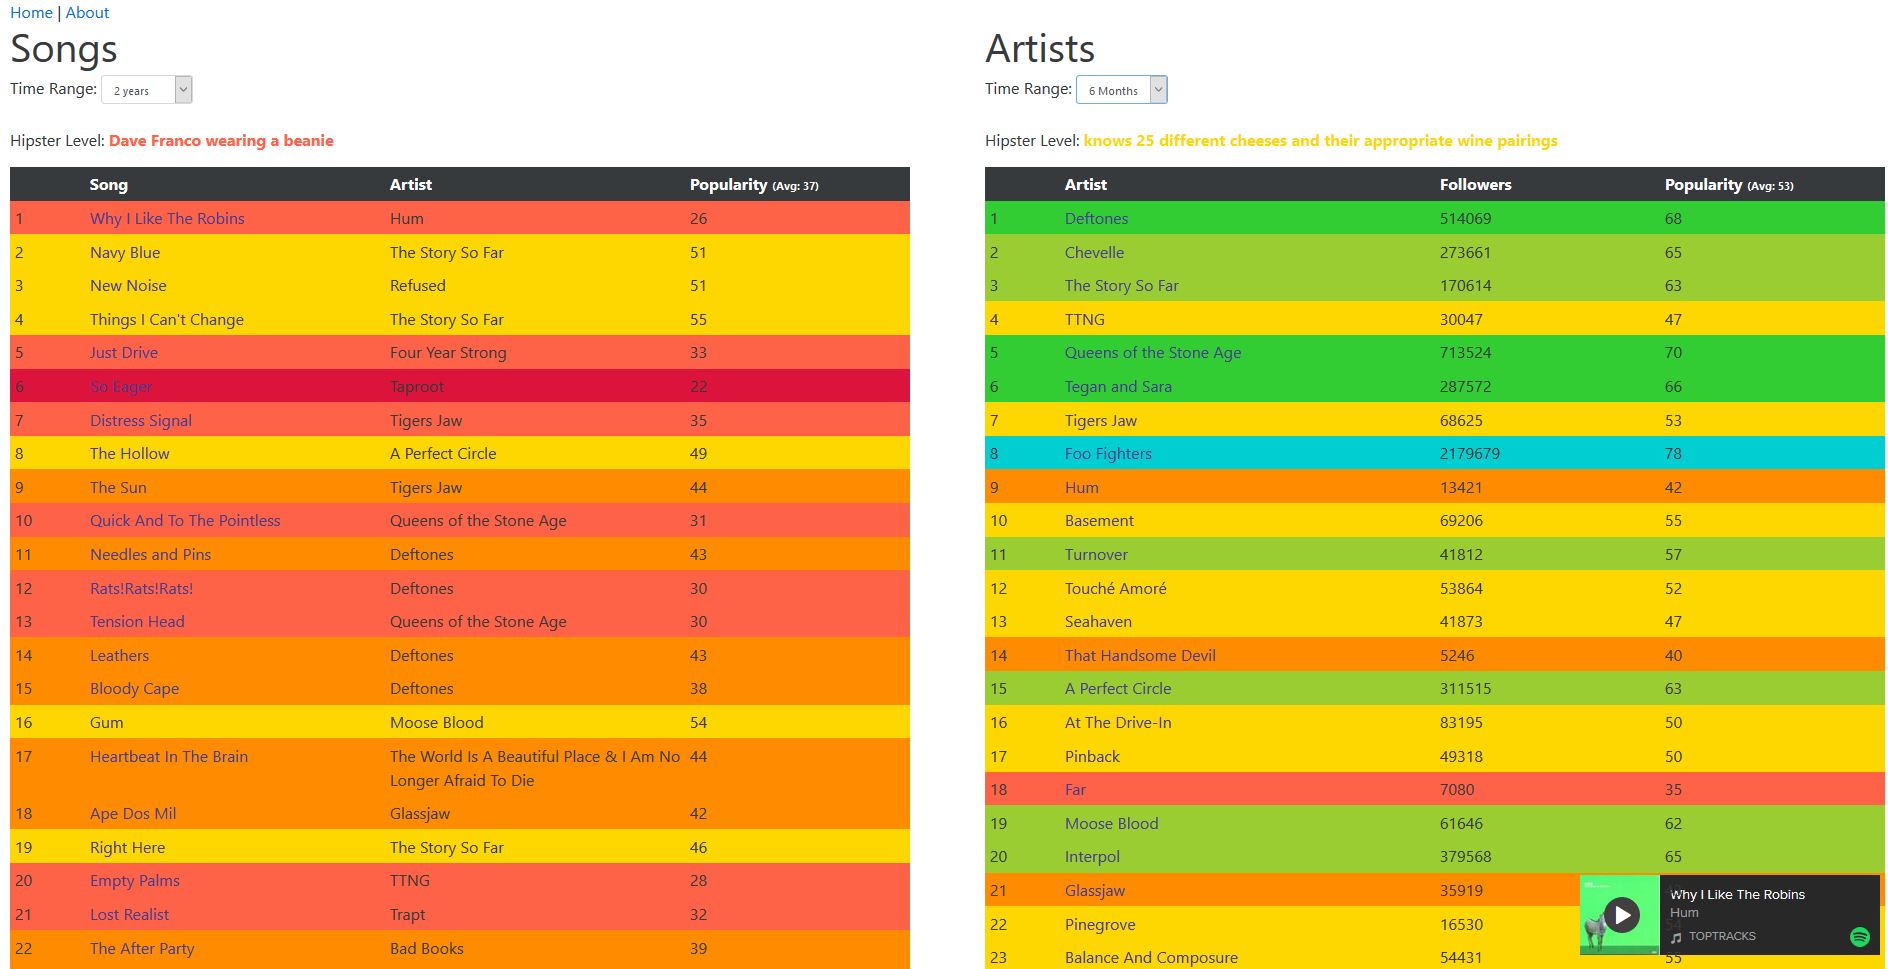 Home | About
Songs
Time Range: 2 years
Hipster Level: Dave Franco wearing a beanie
Song Artist Popularity (Avg: 37)
1 Why I Like The Robins Hum 26
2 Navy Blue The Story So Far 51
3 New Noise Refused 51
4 Things I Can't Change The Story So Far 55
5 Just Drive Four Year Strong 33
6 So Eager Taproot 22
7 Distress Signal Tigers Jaw 35
8 The Hollow A Perfect Circle 49
9 The Sun Tigers Jaw 44
10 Quick And To The Pointless Queens of the Stone Age 31
11 Needles and Pins Deftones 43
12 Rats!Rats!Rats! Deftones 30
13 Tension Head Queens of the Stone Age 30
14 Leathers Deftones 43
15 Bloody Cape Deftones 38
16 Gum Moose Blood 54
17 Heartbeat In The Brain The World Is A Beautiful Place & I Am No 44
Longer Afraid To Die
18 Ape Dos Mil Glassjaw 42
19 Right Here The Story So Far 46
20 Empty Palms TTNG 28
21 Lost Realist Trapt 32
22 The After Party Bad Books 39
Artists
Time Range: 6 Months
Hipster Level: knows 25 different cheeses and their appropriate wine pairings
Artist Followers Popularity (Avg: 53)
1 Deftones 514069 68
2 Chevelle 273661 65
3 The Story So Far 170614 63
4 TTNG 30047 47
5 Queens of the Stone Age 713524 70
6 Tegan and Sara 287572 66
7 Tigers Jaw 68625 53
8 Foo Fighters 2179679 78
9 Hum 13421 42
10 Basement 69206 55
11 Turnover 41812 57
12 Touché Amoré 53864 52
13 Seahaven 41873 47
14 That Handsome Devil 5246 40
15 A Perfect Circle 311515 63
16 At The Drive-In 83195 50
17 Pinback 49318 50
18 Far 7080 35
19 Moose Blood 61646 62
20 Interpol 379568 65
21 Glassjaw 35919
22 Pinegrove 16530
23 Balance And Composure 54431 55
Why I Like The Robins
Hum
TOPTRACKS